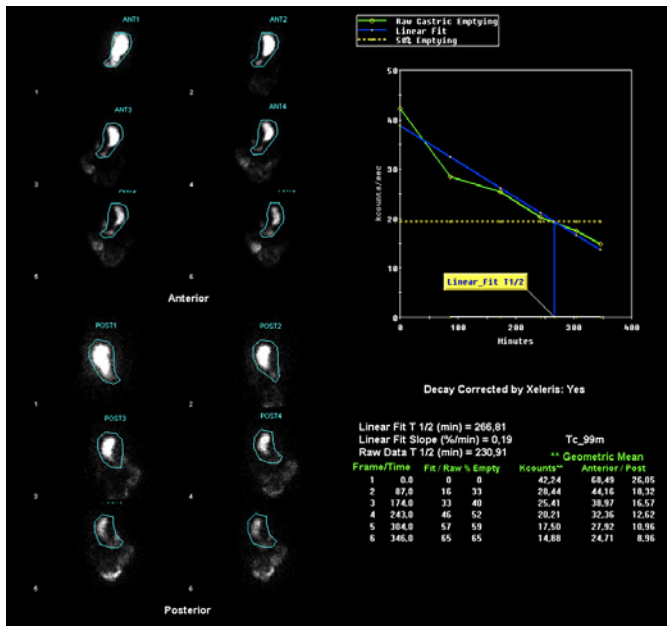 ANT1
ANT2
1
2
ANT3
ANT4
3
4
5
6
Anterior
POST1
POST2
1
2
POST3
POST4
3
4
5
6
Posterior
Raw Gastric Emptying
Linear Fit
50% Emptying
50
40
30
20
10
0
kcounts/sec
Linear_Fit T1/2
0
100
200
300
400
Minutes
Decay Corrected by Xeleris: Yes
Linear Fit T 1/2 (min) = 266,81
Linear Fit Slope (%/min) = 0,19 Tc_99m
Raw Data T 1/2 (min) = 230,91 ** Geometric Mean
Frame/Time Fit / Raw % Empty Kcounts** Anterior / Post
1 0.0 0 0 42,24 68,49 26,05
2 87,0 16 33 28,44 44,16 18,32
3 174,0 33 40 25,41 38,97 16,57
4 243,0 46 52 20,21 32,36 12,62
5 304,0 57 59 17,50 27,92 10,96
6 346,0 65 65 14,88 24,71 8,96